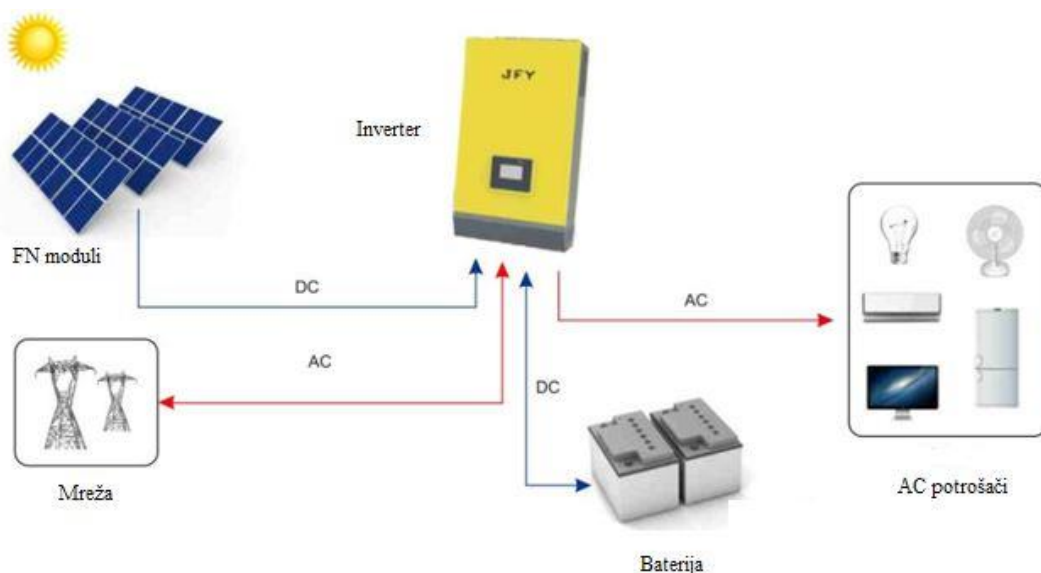 JFY
Inverter
FN moduli
DC
AC
AC
DC
Mreža
AC potrošači
Baterija